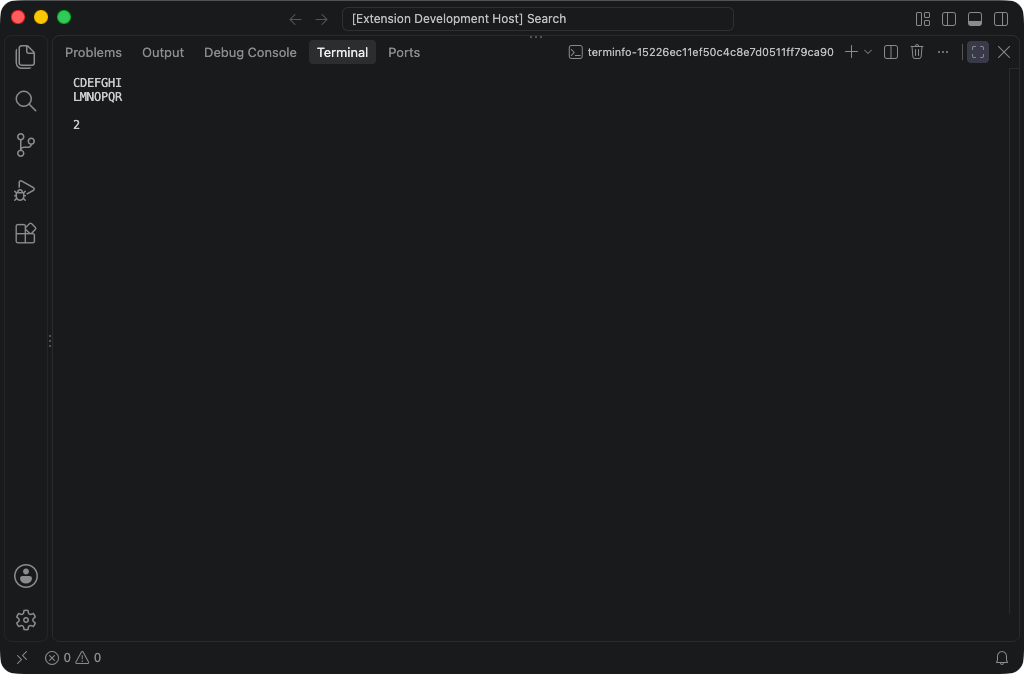 [Extension Development Host] Search
Problems Output Debug Console Terminal Ports terminfo-15226ec11ef50c4c8e7d0511ff79ca90
CDEFGHI
LMNOPQR
2
0 0